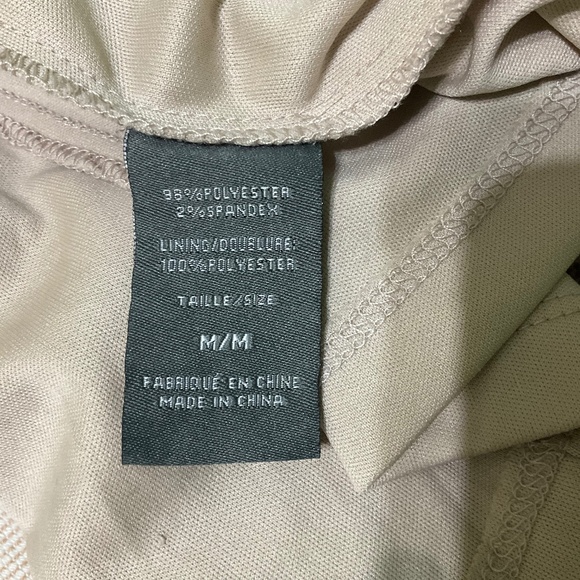 98%POLYESTER
2%SPANDEX
LINING/DOUBLURE:
100%POLYESTER
TAILLE/SIZE
M/M
FABRIQUÉ EN CHINE
MADE IN CHINA